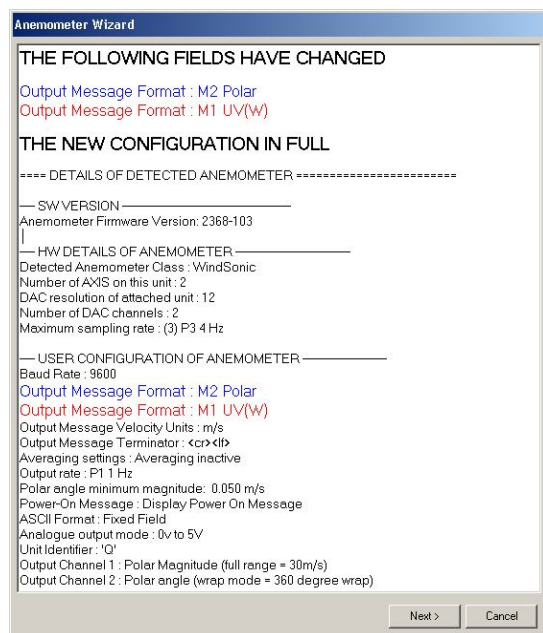 Anemometer Wizard
THE FOLLOWING FIELDS HAVE CHANGED
Output Message Format : M2 Polar
Output Message Format : M1 UV(W)
THE NEW CONFIGURATION IN FULL
==== DETAILS OF DETECTED ANEMOMETER ========================
— SW VERSION —
Anemometer Firmware Version: 2368-103
— HW DETAILS OF ANEMOMETER —
Detected Anemometer Class : WindSonic
Number of AXIS on this unit : 2
DAC resolution of attached unit : 12
Number of DAC channels : 2
Maximum sampling rate : (3) P3 4 Hz
— USER CONFIGURATION OF ANEMOMETER —
Baud Rate : 9600
Output Message Format : M2 Polar
Output Message Format : M1 UV(W)
Output Message Velocity Units : m/s
Output Message Terminator : <cr><lf>
Averaging settings : Averaging inactive
Output rate : P1 1 Hz
Polar angle minimum magnitude: 0.050 m/s
Power-On Message : Display Power On Message
ASCII Format : Fixed Field
Analogue output mode : 0v to 5V
Unit Identifier : 'Q'
Output Channel 1 : Polar Magnitude (full range = 30m/s)
Output Channel 2 : Polar angle (wrap mode = 360 degree wrap)
Next > Cancel